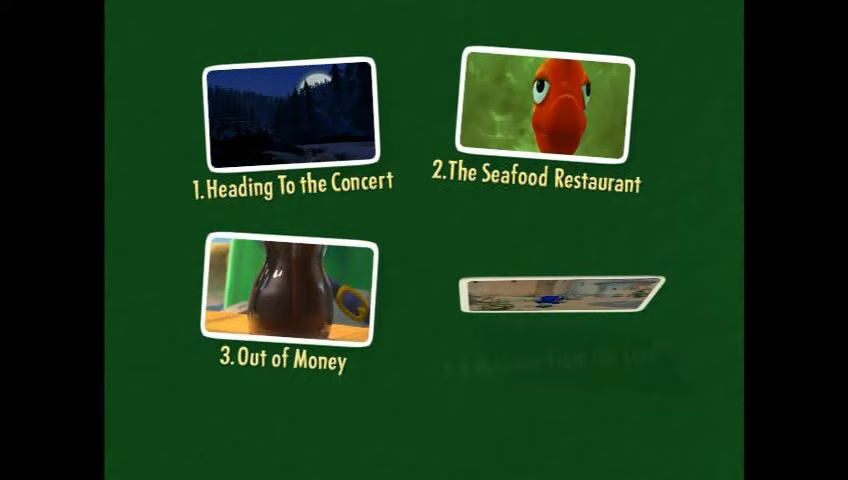 1.Heading To the Concert
2.The Seafood Restaurant
3.Out of Money